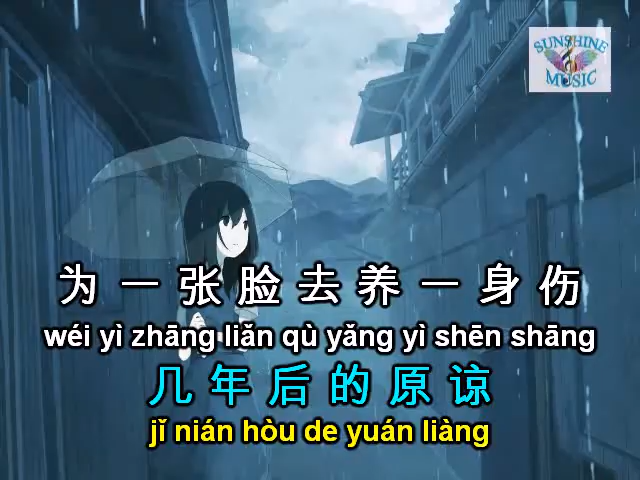 SUNSHINE
MUSIC
为一张脸去养一身伤
wéi yì zhāng liǎn qù yǎng yì shēn shāng
几年后的原谅
jǐ nián hòu de yuán liàng